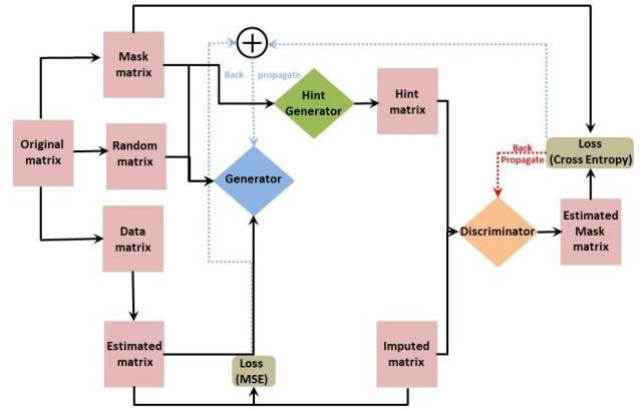 Mask
matrix
Back propagate
Hint
Generator
Hint
matrix
Original
matrix
Random
matrix
Generator
Loss
(Cross Entropy)
Back
Propagate
Data
matrix
Discriminator
Estimated
Mask
matrix
Estimated
matrix
Loss
(MSE)
Imputed
matrix